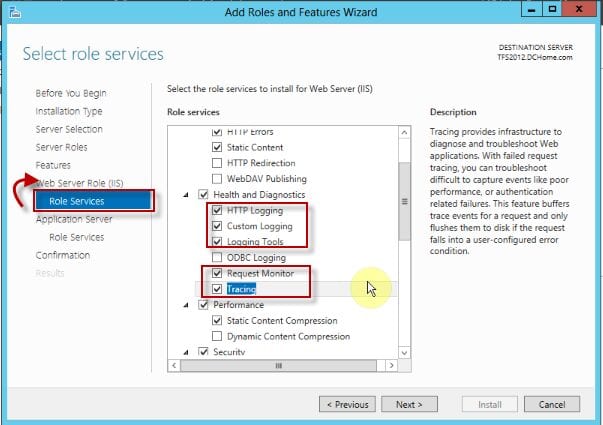 Add Roles and Features Wizard
Select role services
DESTINATION SERVER
TFS2012.DCHome.com
Before You Begin
Installation Type
Server Selection
Server Roles
Features
Web Server Role (IIS)
Role Services
Application Server
Role Services
Confirmation
Results
Select the role services to install for Web Server (IIS)
Role services
HTTP Errors
Static Content
HTTP Redirection
WebDAV Publishing
Health and Diagnostics
HTTP Logging
Custom Logging
Logging Tools
ODBC Logging
Request Monitor
Tracing
Performance
Static Content Compression
Dynamic Content Compression
Security
Description
Tracing provides infrastructure to
diagnose and troubleshoot Web
applications. With failed request
tracing, you can troubleshoot
difficult to capture events like poor
performance, or authentication
related failures. This feature buffers
trace events for a request and only
flushes them to disk if the request
falls into a user-configured error
condition.
< Previous
Next >
Install
Cancel